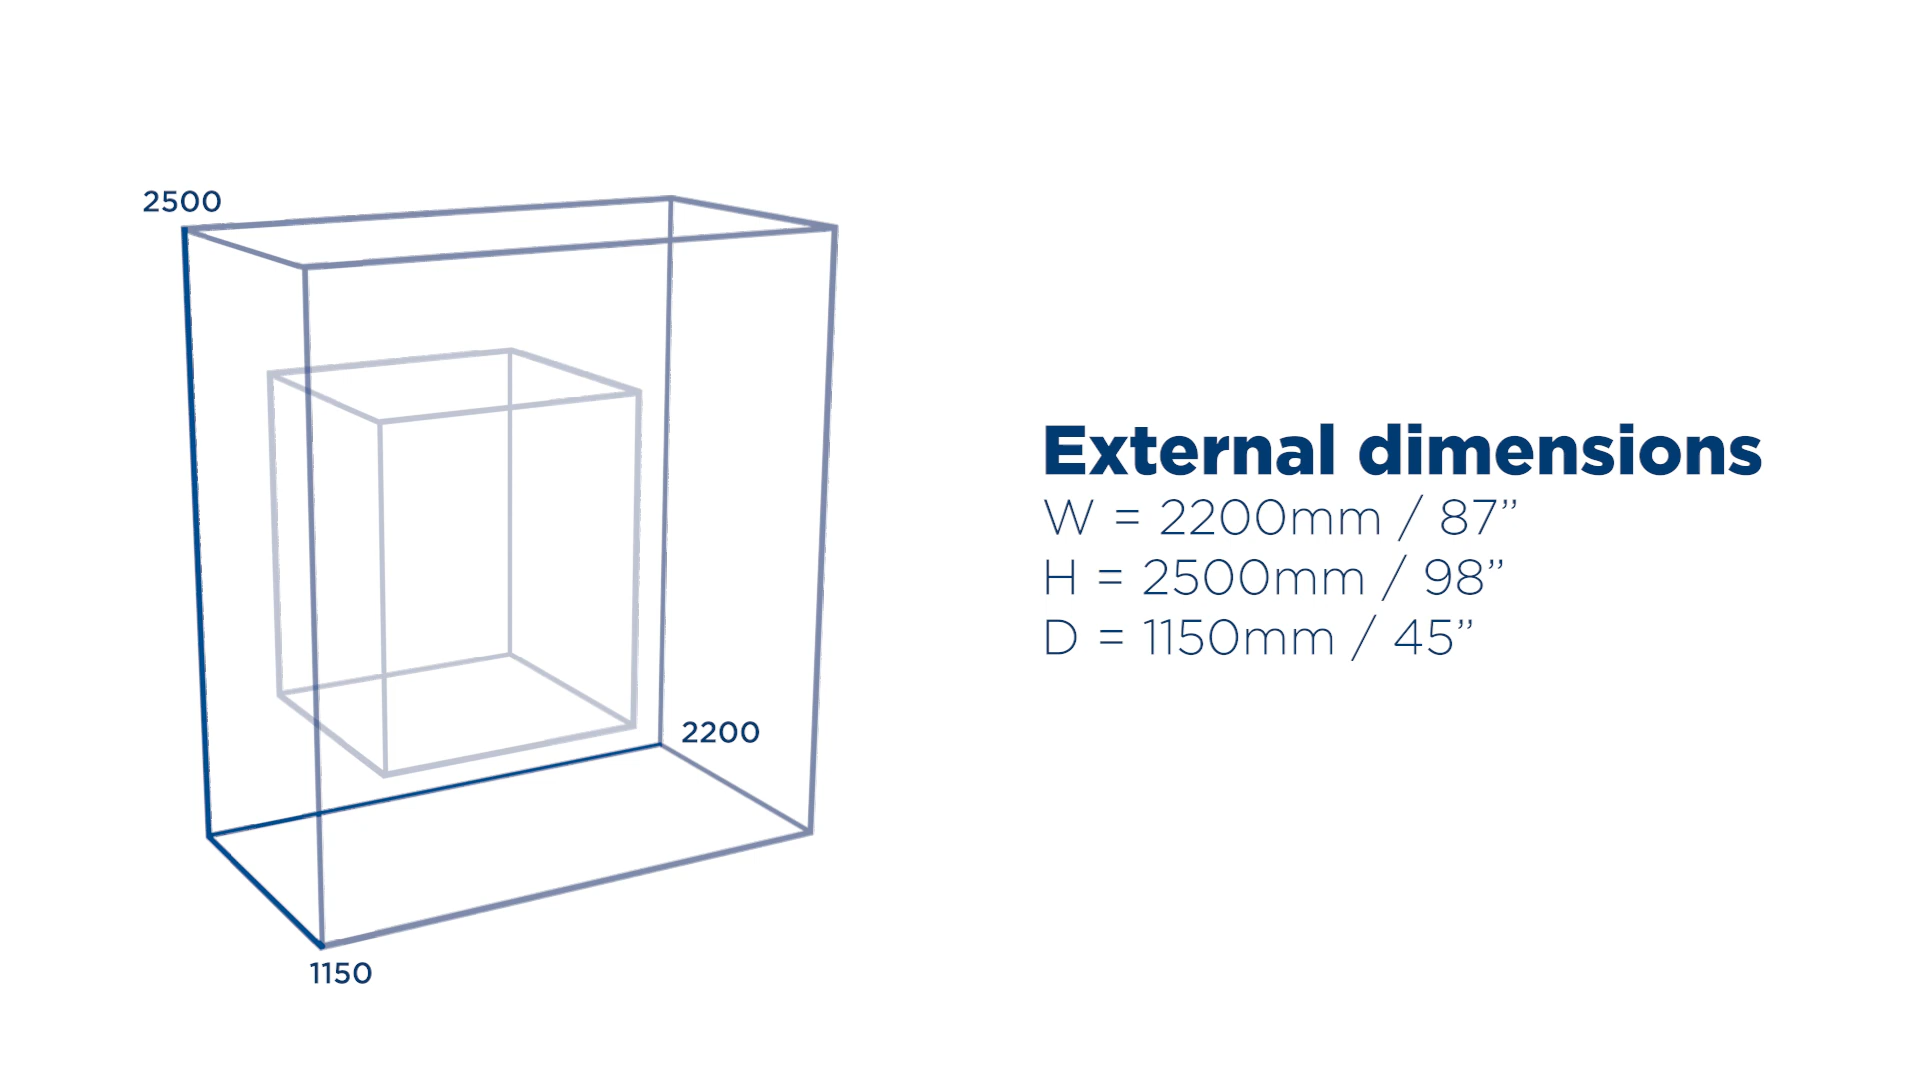 2500
External dimensions
W = 2200mm / 87”
H = 2500mm / 98”
D = 1150mm / 45”
2200
1150